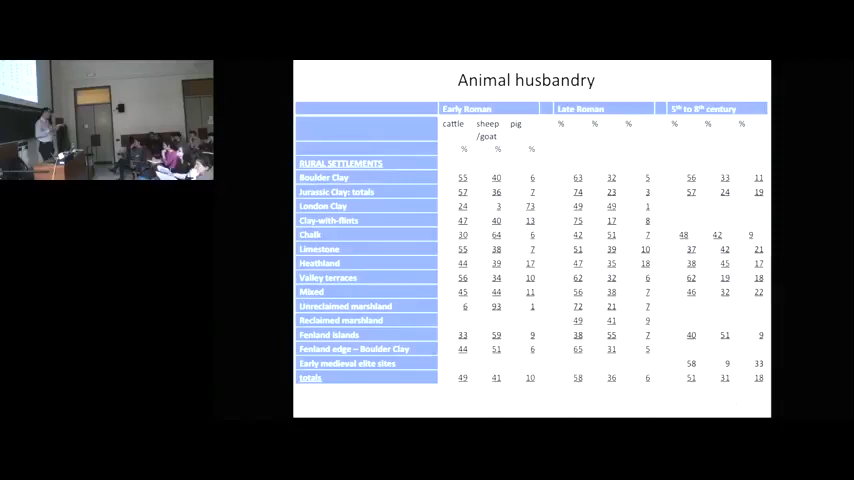 Animal husbandry
Early Roman Late Roman 5th to 8th century
cattle sheep pig % % % % % %
/goat
% % %
RURAL SETTLEMENTS
Boulder Clay 55 40 6 63 32 5 56 33 11
Jurassic Clay: totals 57 36 7 74 23 3 57 24 19
London Clay 24 3 73 49 49 1
Clay-with-flints 47 40 13 75 17 8
Chalk 30 64 6 42 51 7 48 42 9
Limestone 55 38 7 51 39 10 37 42 21
Heathland 44 39 17 47 35 18 38 45 17
Valley terraces 56 34 10 62 32 6 62 19 18
Mixed 45 44 11 56 38 7 46 32 22
Unreclaimed marshland 6 93 1 72 21 7
Reclaimed marshland 49 41 9
Fenland islands 33 59 9 38 55 7 40 51 9
Fenland edge – Boulder Clay 44 51 6 65 31 5
Early medieval elite sites 58 9 33
totals 49 41 10 58 36 6 51 31 18